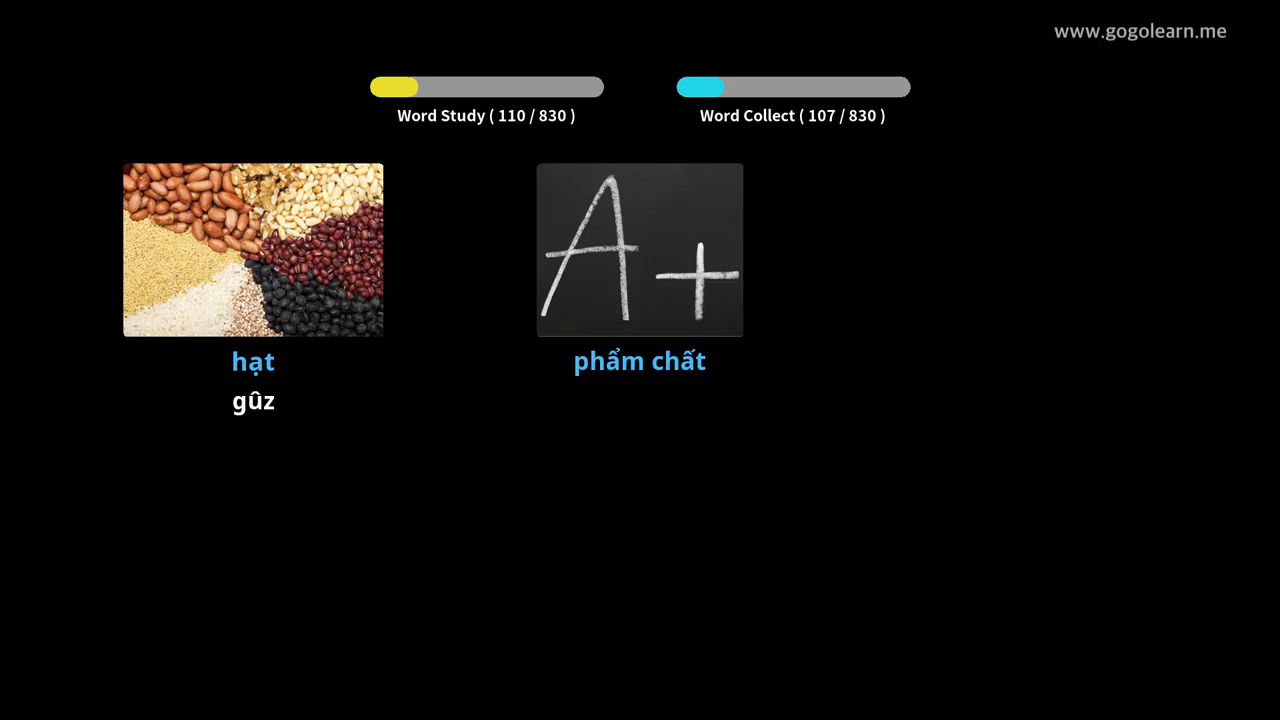 www.gogolearn.me
Word Study ( 110 / 830 )
Word Collect ( 107 / 830 )
A+
hạt
phẩm chất
gûz